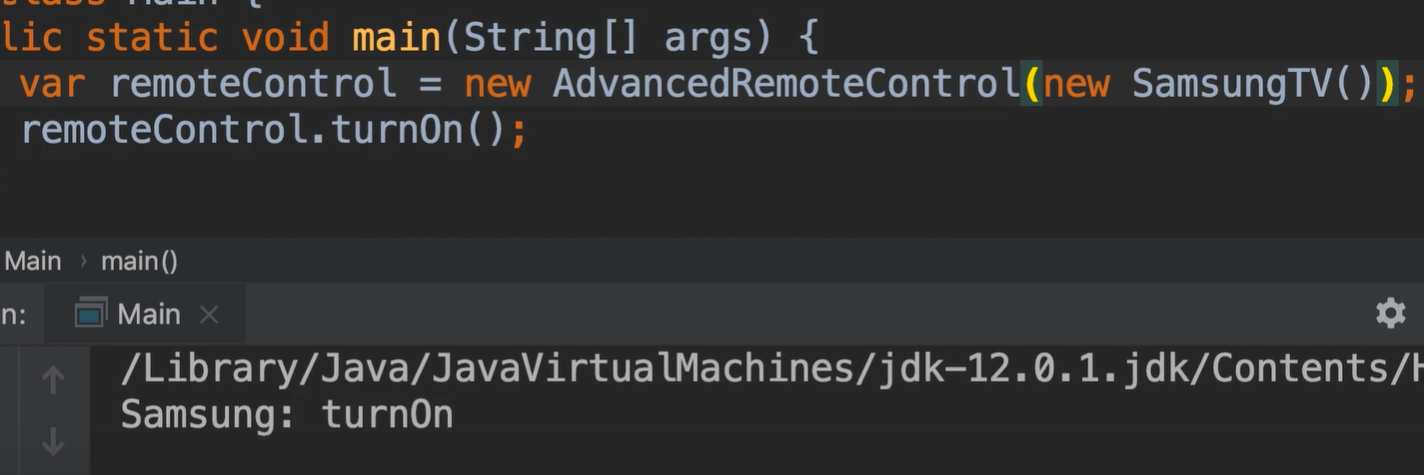 class Main {
lic static void main(String[] args) {
var remoteControl = new AdvancedRemoteControl(new SamsungTV());
remoteControl.turnOn();
Main › main()
n: Main ×
/Library/Java/JavaVirtualMachines/jdk-12.0.1.jdk/Contents/H
Samsung: turnOn